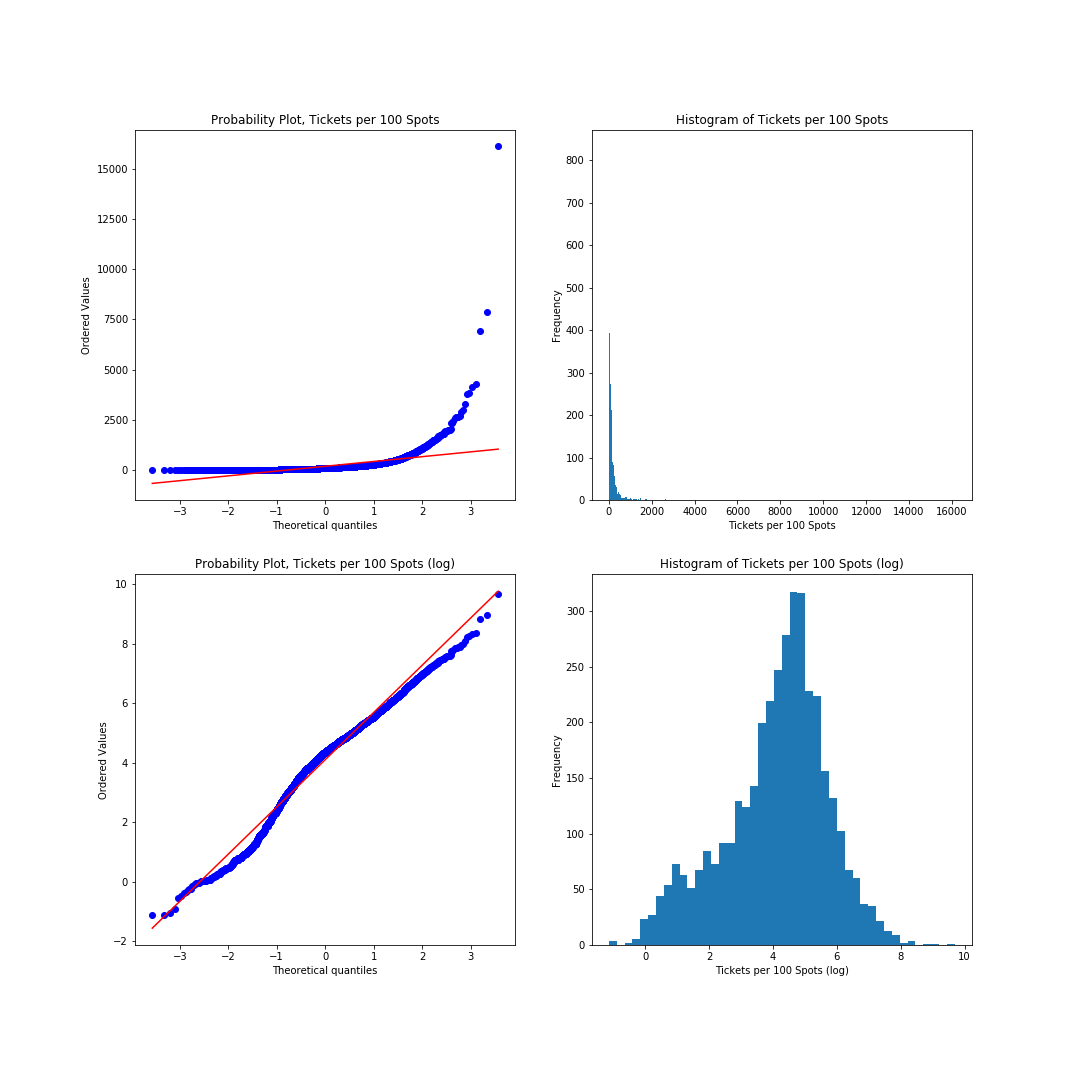 Probability Plot, Tickets per 100 Spots
15000
12500
10000
7500
5000
2500
0
Ordered Values
−3 −2 −1 0 1 2 3
Theoretical quantiles
Histogram of Tickets per 100 Spots
800
700
600
500
400
300
200
100
0
Frequency
0 2000 4000 6000 8000 10000 12000 14000 16000
Tickets per 100 Spots
Probability Plot, Tickets per 100 Spots (log)
10
8
6
4
2
0
−2
Ordered Values
−3 −2 −1 0 1 2 3
Theoretical quantiles
Histogram of Tickets per 100 Spots (log)
300
250
200
150
100
50
0
Frequency
0 2 4 6 8 10
Tickets per 100 Spots (log)